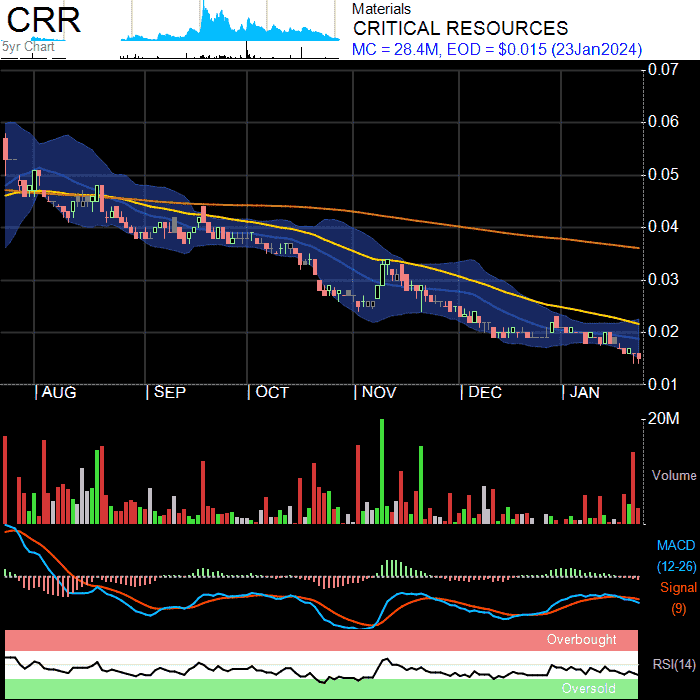 CRR
5yr Chart
Materials
CRITICAL RESOURCES
MC = 28.4M, EOD = $0.015 (23Jan2024)
0.07
0.06
0.05
0.04
0.03
0.02
0.01
AUG SEP OCT NOV DEC JAN
20M
Volume
MACD
(12-26)
Signal
(9)
Overbought
RSI(14)
Oversold